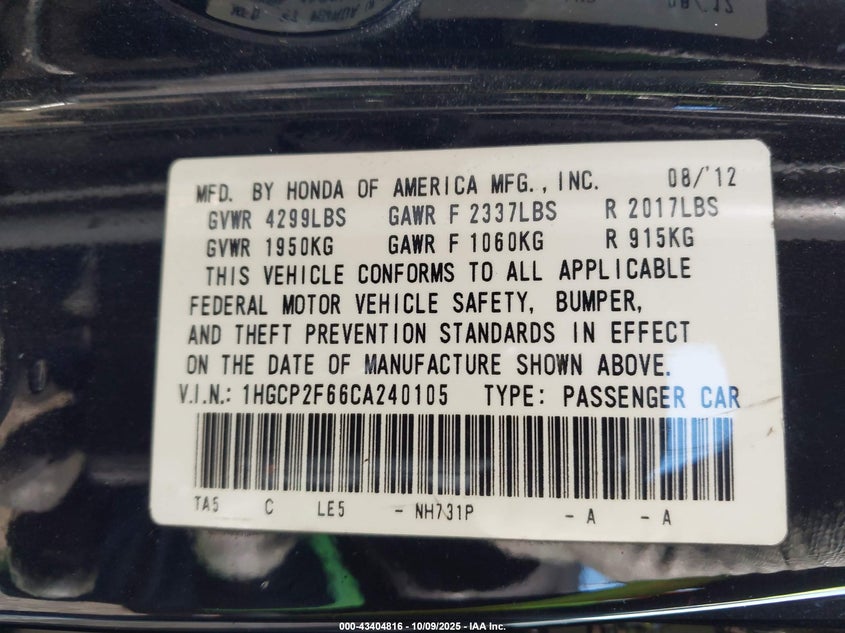 08/12
MFD. BY HONDA OF AMERICA MFG., INC. 08/'12
GVWR 4299LBS GAWR F 2337LBS R 2017LBS
GVWR 1950KG GAWR F 1060KG R 915KG
THIS VEHICLE CONFORMS TO ALL APPLICABLE
FEDERAL MOTOR VEHICLE SAFETY, BUMPER,
AND THEFT PREVENTION STANDARDS IN EFFECT
ON THE DATE OF MANUFACTURE SHOWN ABOVE.
V.I.N.: 1HGCP2F66CA240105 TYPE: PASSENGER CAR
TA5 C LE5 - NH731P - A - A
000-43404816 - 10/09/2025 - IAA Inc.